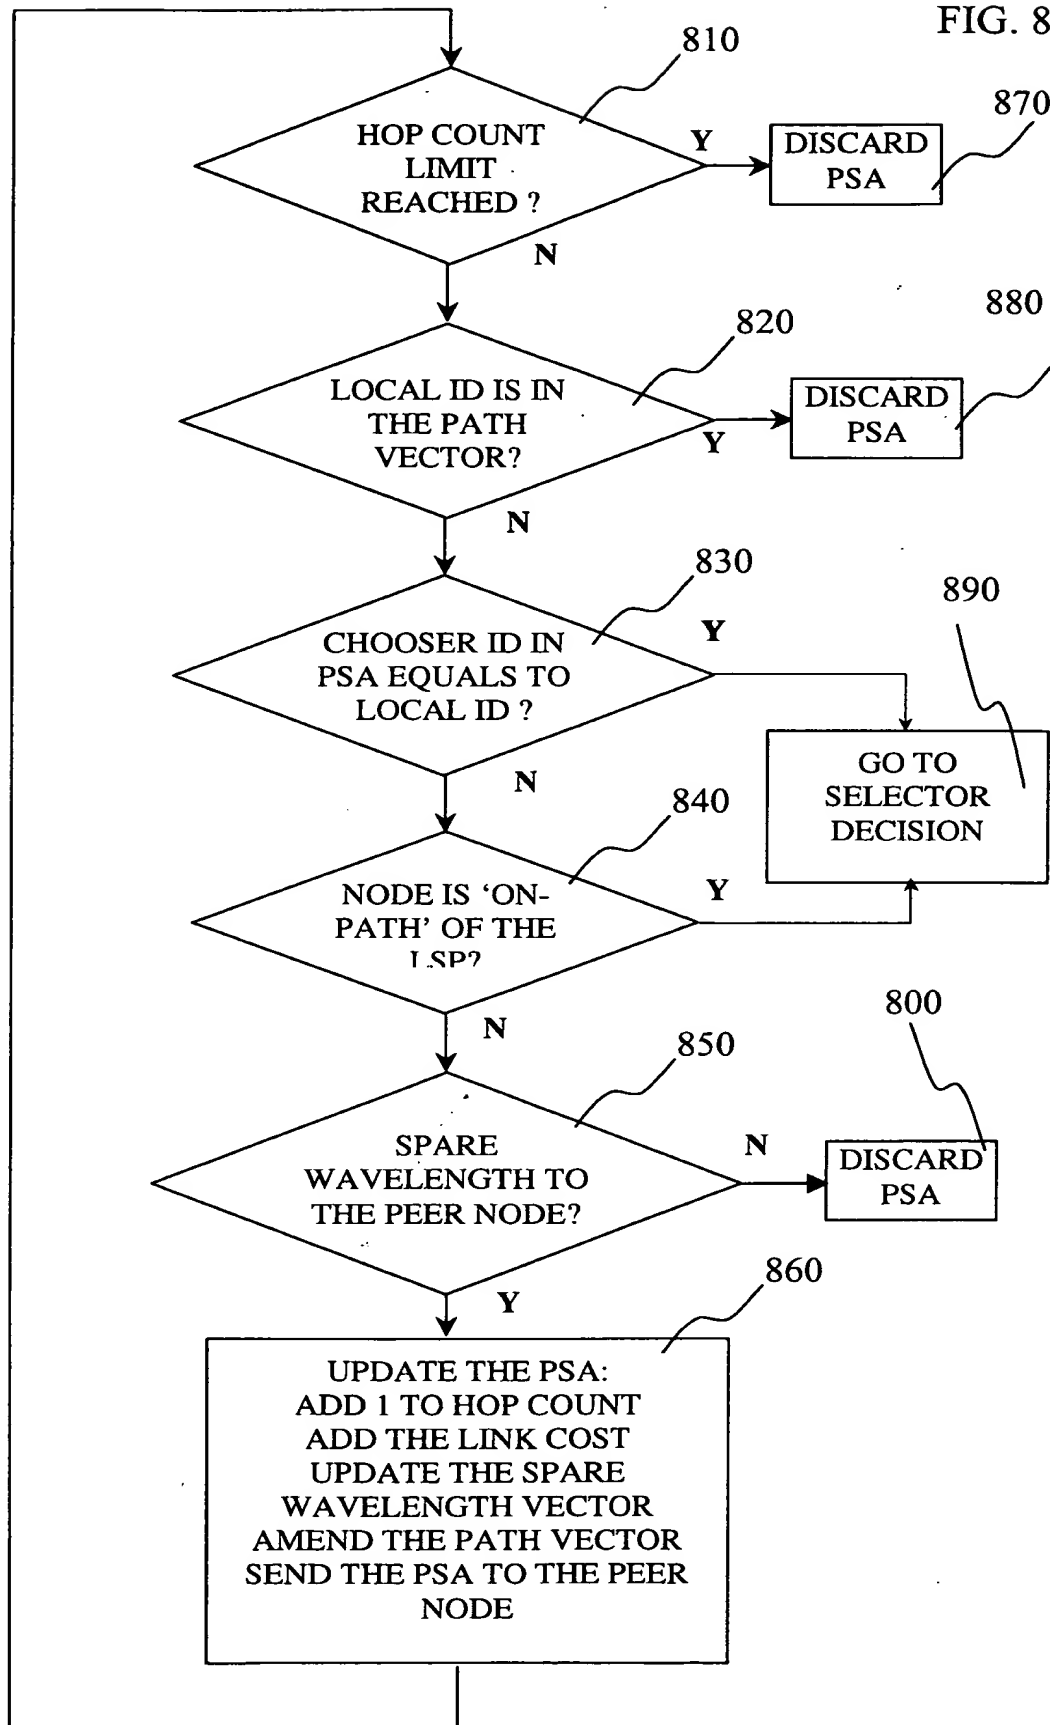 FIG. 8
810
HOP COUNT
LIMIT
REACHED ?
Y
870
DISCARD
PSA
N
820
LOCAL ID IS IN
THE PATH
VECTOR?
Y
880
DISCARD
PSA
N
830
CHOOSER ID IN
PSA EQUALS TO
LOCAL ID ?
Y
890
GO TO
SELECTOR
DECISION
N
840
NODE IS ‘ON-
PATH’ OF THE
LSP?
Y
N
850
SPARE
WAVELENGTH TO
THE PEER NODE?
N
800
DISCARD
PSA
Y
860
UPDATE THE PSA:
ADD 1 TO HOP COUNT
ADD THE LINK COST
UPDATE THE SPARE
WAVELENGTH VECTOR
AMEND THE PATH VECTOR
SEND THE PSA TO THE PEER
NODE